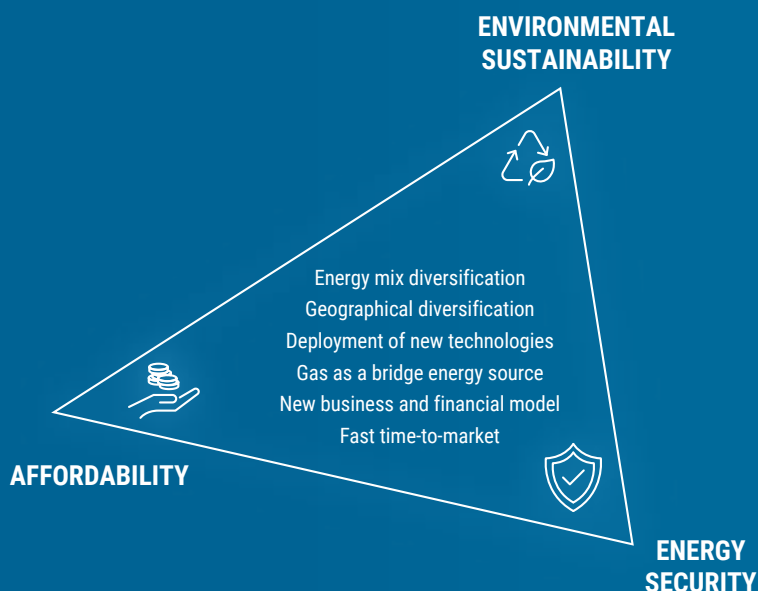 ENVIRONMENTAL
SUSTAINABILITY
Energy mix diversification
Geographical diversification
Deployment of new technologies
Gas as a bridge energy source
New business and financial model
Fast time-to-market
AFFORDABILITY
ENERGY
SECURITY